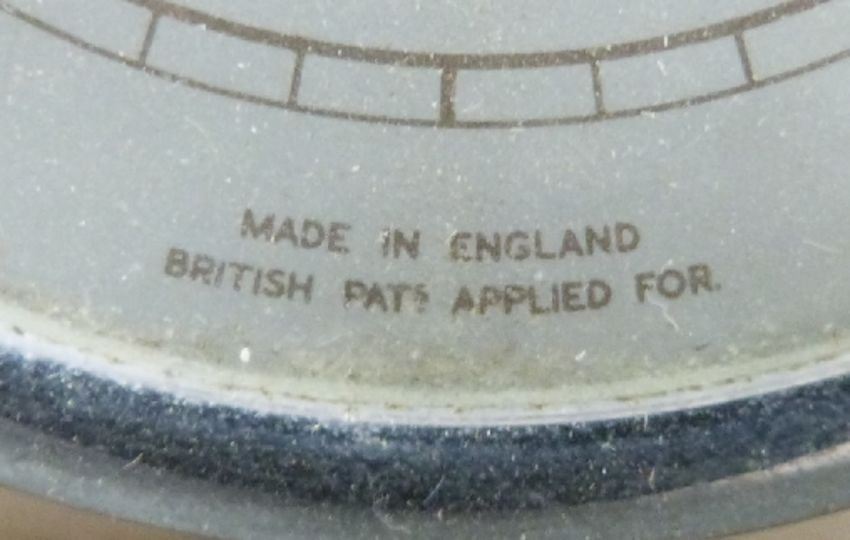 MADE IN ENGLAND
BRITISH PATS APPLIED FOR.